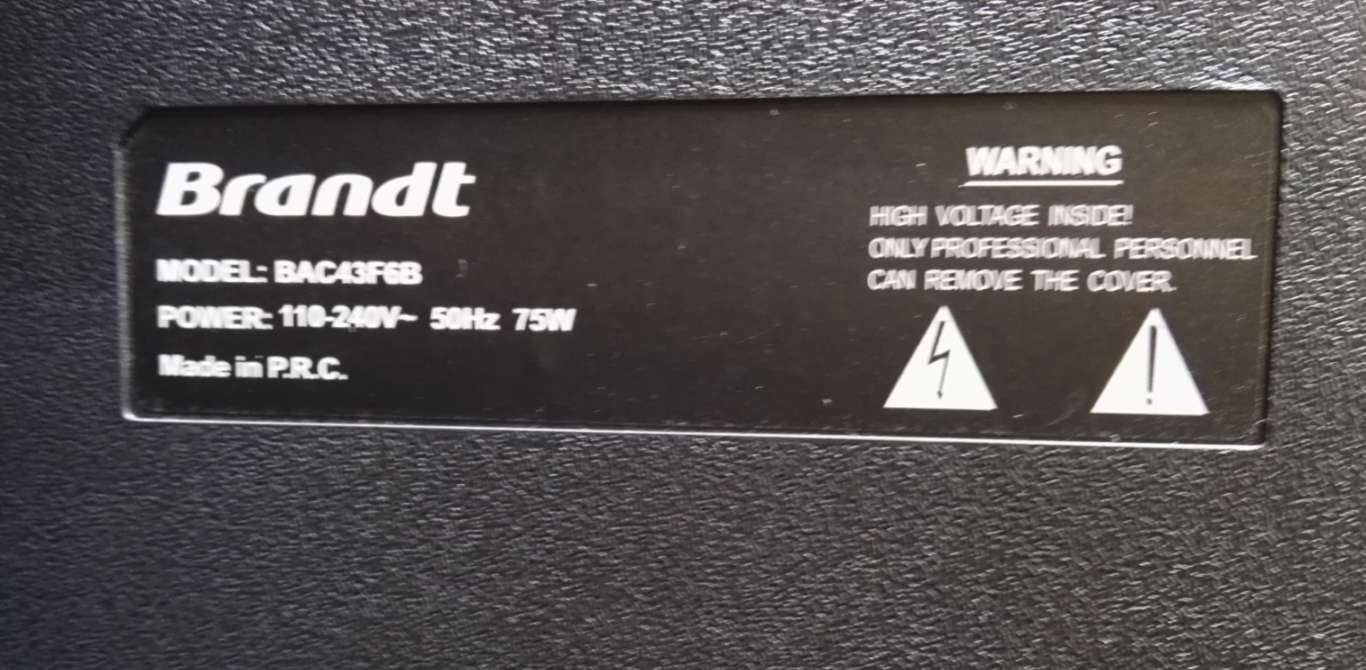 Brandt
MODEL: BAC43F6B
POWER: 110-240V~ 50Hz 75W
Made in P.R.C.
WARNING
HIGH VOLTAGE INSIDE!
ONLY PROFESSIONAL PERSONNEL
CAN REMOVE THE COVER.